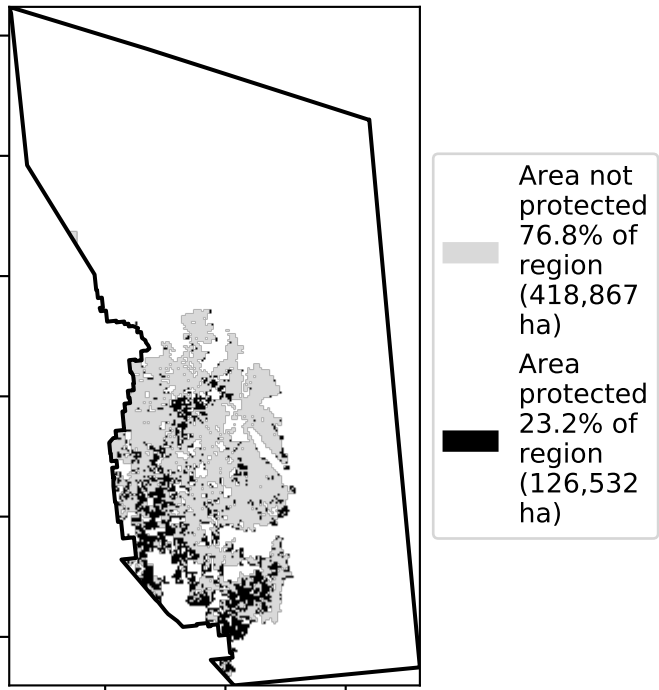 Area not
protected
76.8% of
region
(418,867
ha)
Area
protected
23.2% of
region
(126,532
ha)